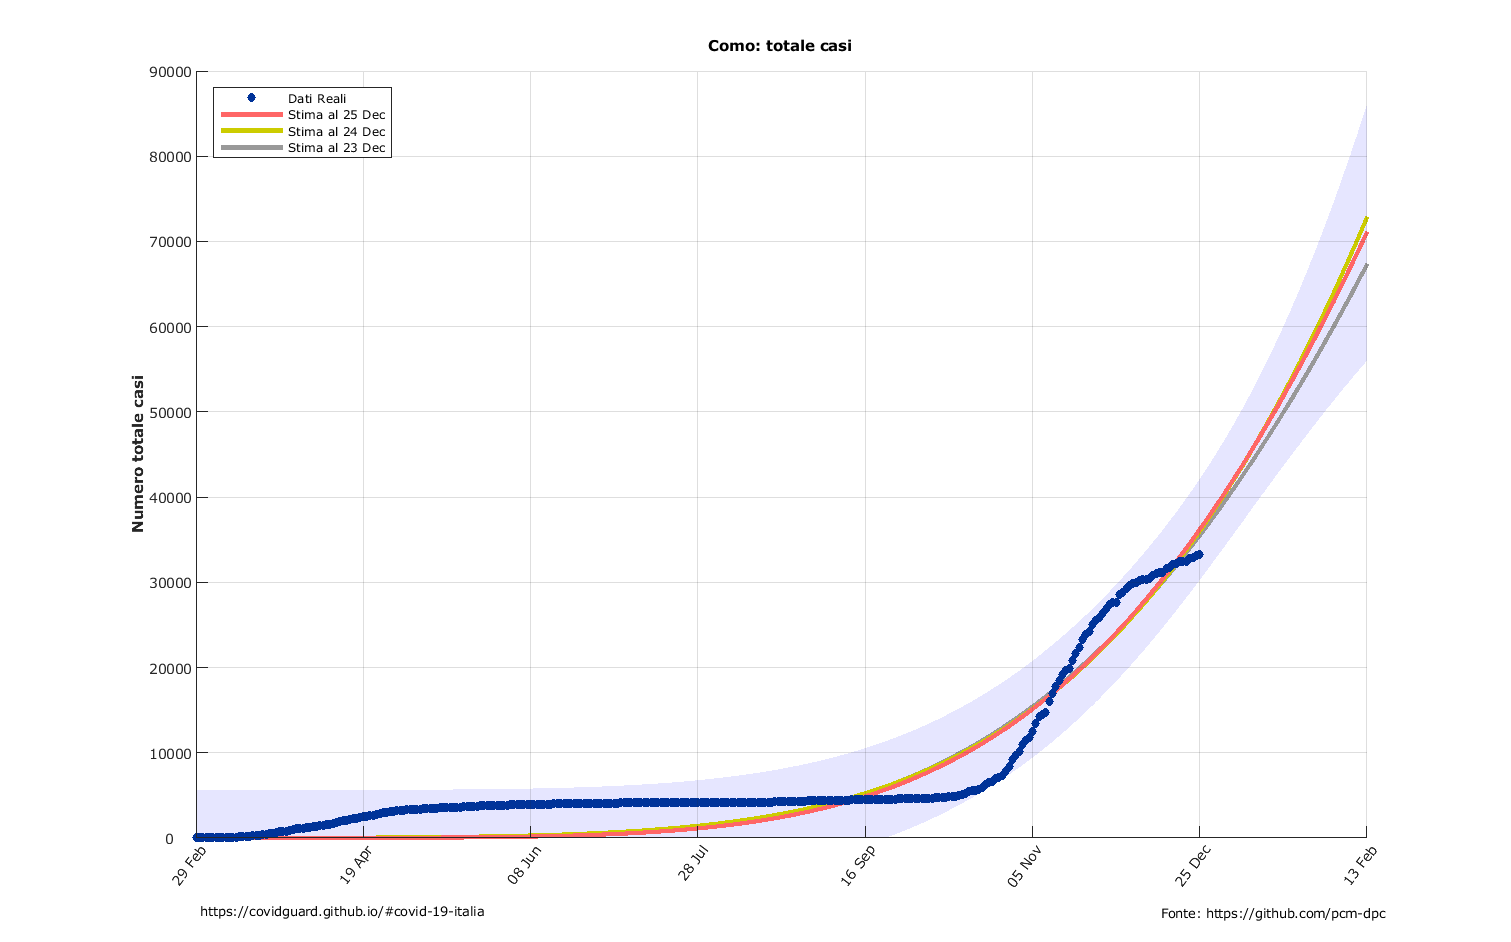 Como: totale casi
90000
80000
70000
60000
50000
40000
30000
20000
10000
0
Numero totale casi
Dati Reali
Stima al 25 Dec
Stima al 24 Dec
Stima al 23 Dec
29 Feb
19 Apr
08 Jun
28 Jul
16 Sep
05 Nov
25 Dec
13 Feb
https://covidguard.github.io/#covid-19-italia
Fonte: https://github.com/pcm-dpc